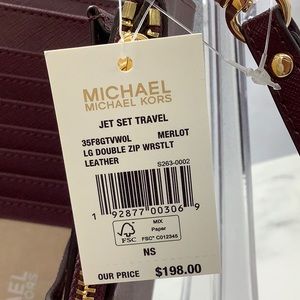 MICHAEL
MICHAEL KORS
JET SET TRAVEL
35F8GTVW0L MERLOT
LG DOUBLE ZIP WRSTLT
LEATHER
S263-0002
1 92877 00306 9
FSC
MIX
Paper
FSC® C012345
NS
OUR PRICE $198.00